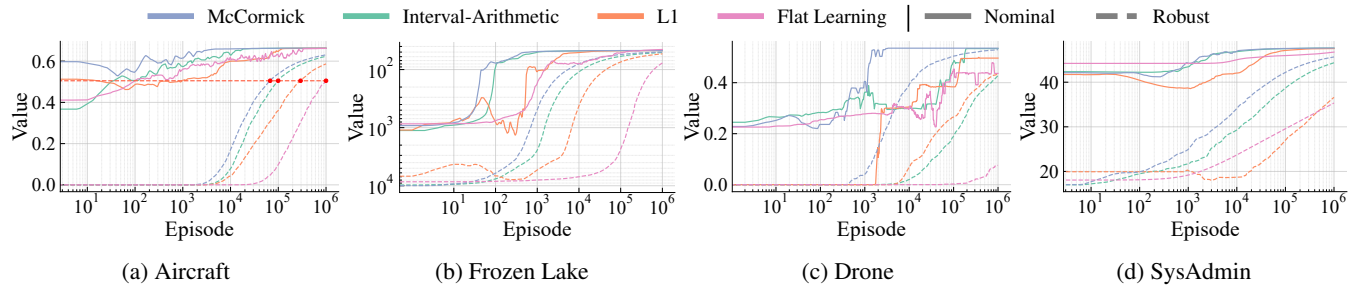 McCormick Interval-Arithmetic L1 Flat Learning Nominal Robust
Value
0.6
0.4
0.2
0.0
10^1 10^2 10^3 10^4 10^5 10^6
Episode
(a) Aircraft
Value
10^2
10^3
10^4
10^1 10^2 10^3 10^4 10^5 10^6
Episode
(b) Frozen Lake
Value
0.4
0.2
0.0
10^1 10^2 10^3 10^4 10^5 10^6
Episode
(c) Drone
Value
40
30
20
10^1 10^2 10^3 10^4 10^5 10^6
Episode
(d) SysAdmin